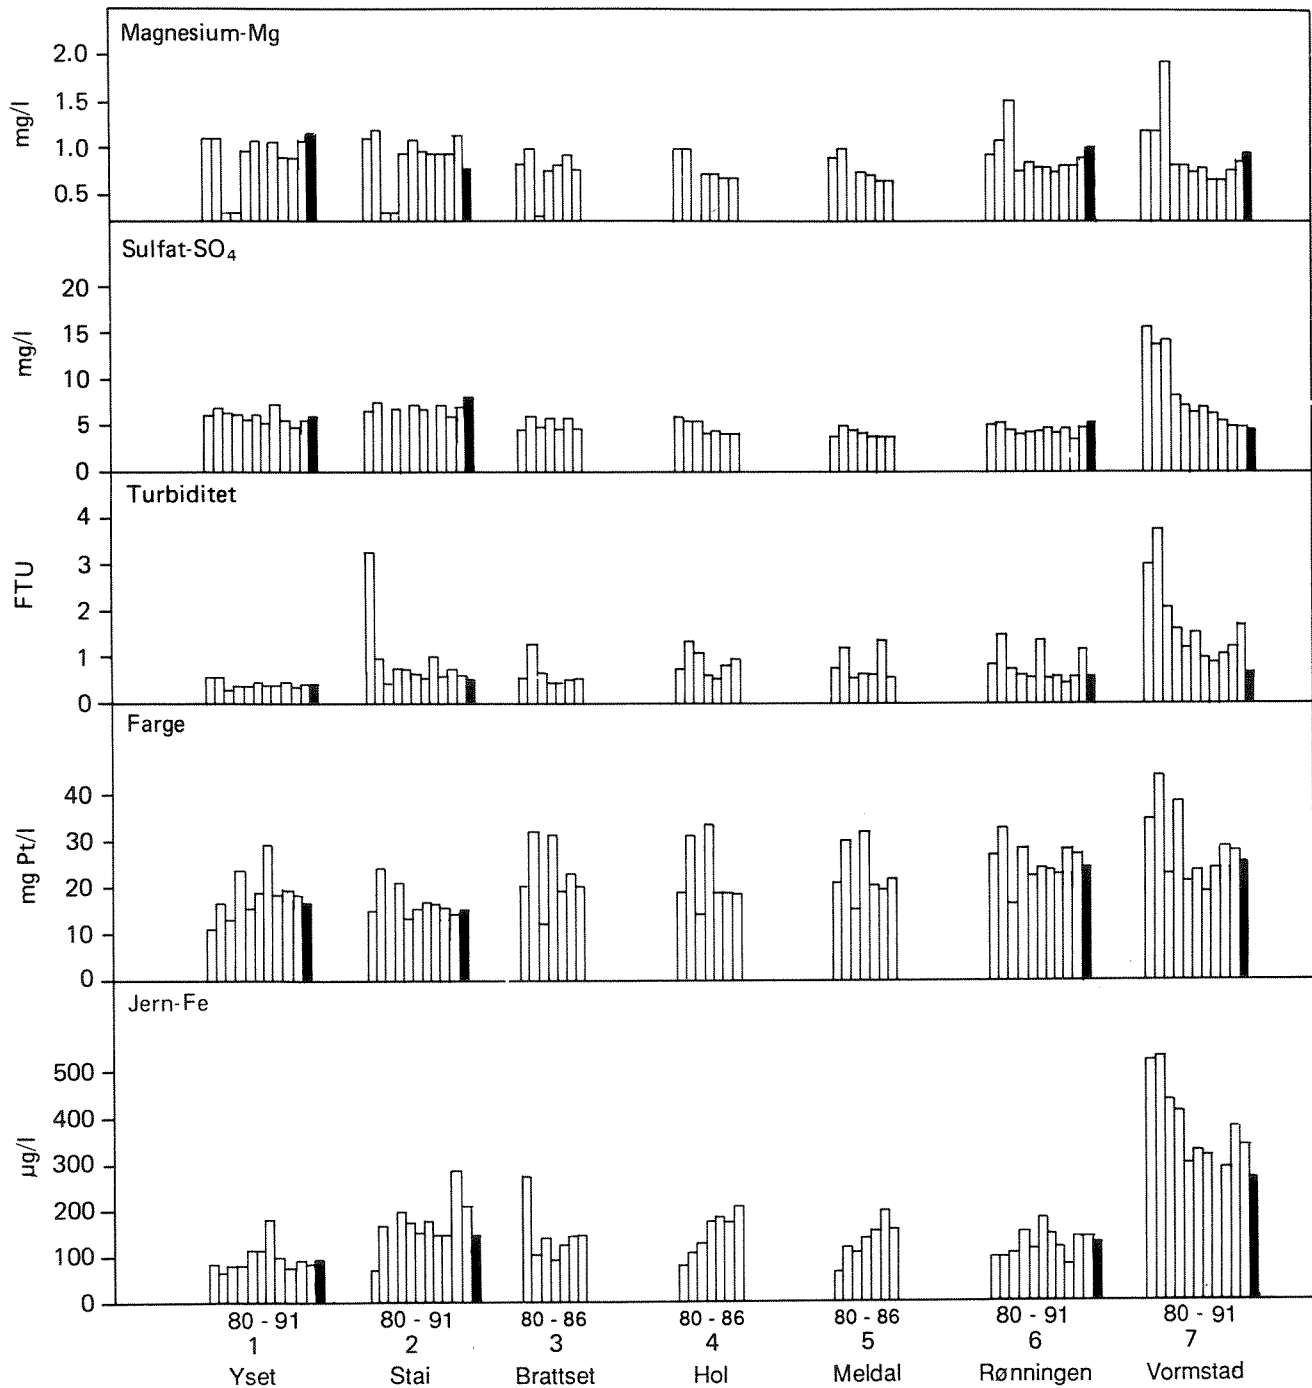 Magnesium-Mg
mg/l
2.0
1.5
1.0
0.5
Sulfat-SO₄
mg/l
20
15
10
5
0
Turbiditet
FTU
4
3
2
1
0
Farge
mg Pt/l
40
30
20
10
0
Jern-Fe
µg/l
500
400
300
200
100
0
80 - 91 80 - 91 80 - 86 80 - 86 80 - 86 80 - 91 80 - 91
1 2 3 4 5 6 7
Yset Stai Brattset Hol Meldal Rønningen Vormstad